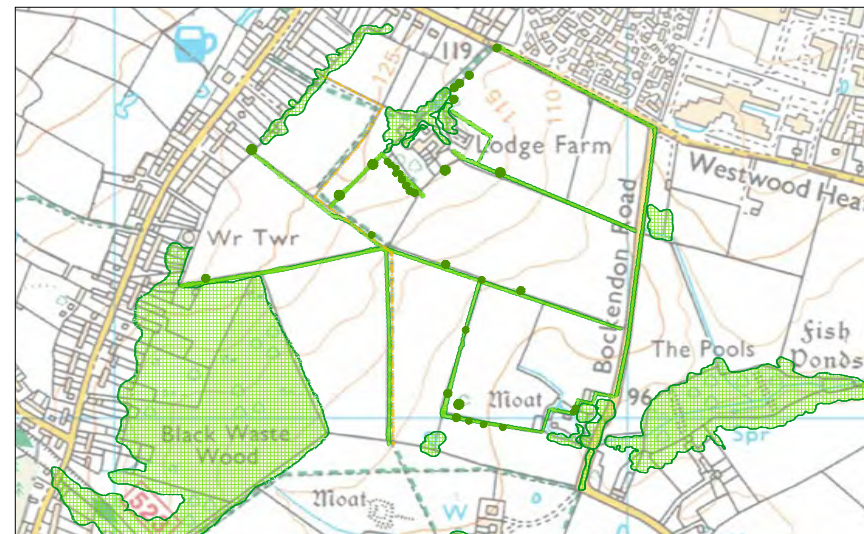 119
125
115
110
Lodge Farm
Westwood Hea
Bockendon Road
Wr Twr
Fish
Ponds
The Pools
Moat
96
Spr
Black Waste
Wood
152
Moat
W